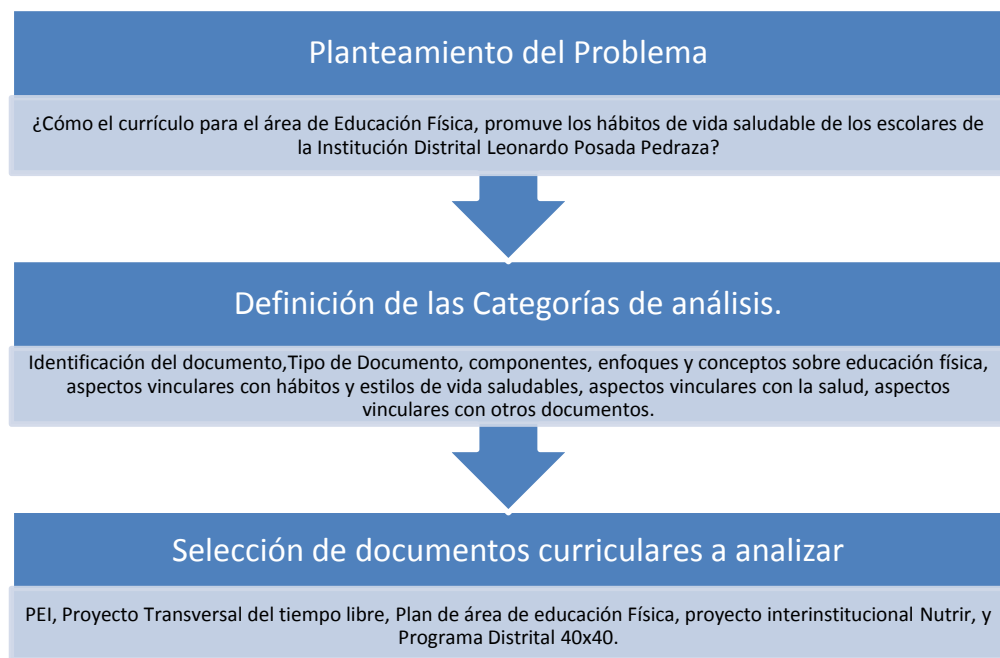 Planteamiento del Problema
¿Cómo el currículo para el área de Educación Física, promuve los hábitos de vida saludable de los escolares de
la Institución Distrital Leonardo Posada Pedraza?
Definición de las Categorías de análisis.
Identificación del documento,Tipo de Documento, componentes, enfoques y conceptos sobre educación física,
aspectos vinculares con hábitos y estilos de vida saludables, aspectos vinculares con la salud, aspectos
vinculares con otros documentos.
Selección de documentos curriculares a analizar
PEI, Proyecto Transversal del tiempo libre, Plan de área de educación Física, proyecto interinstitucional Nutrir, y
Programa Distrital 40x40.